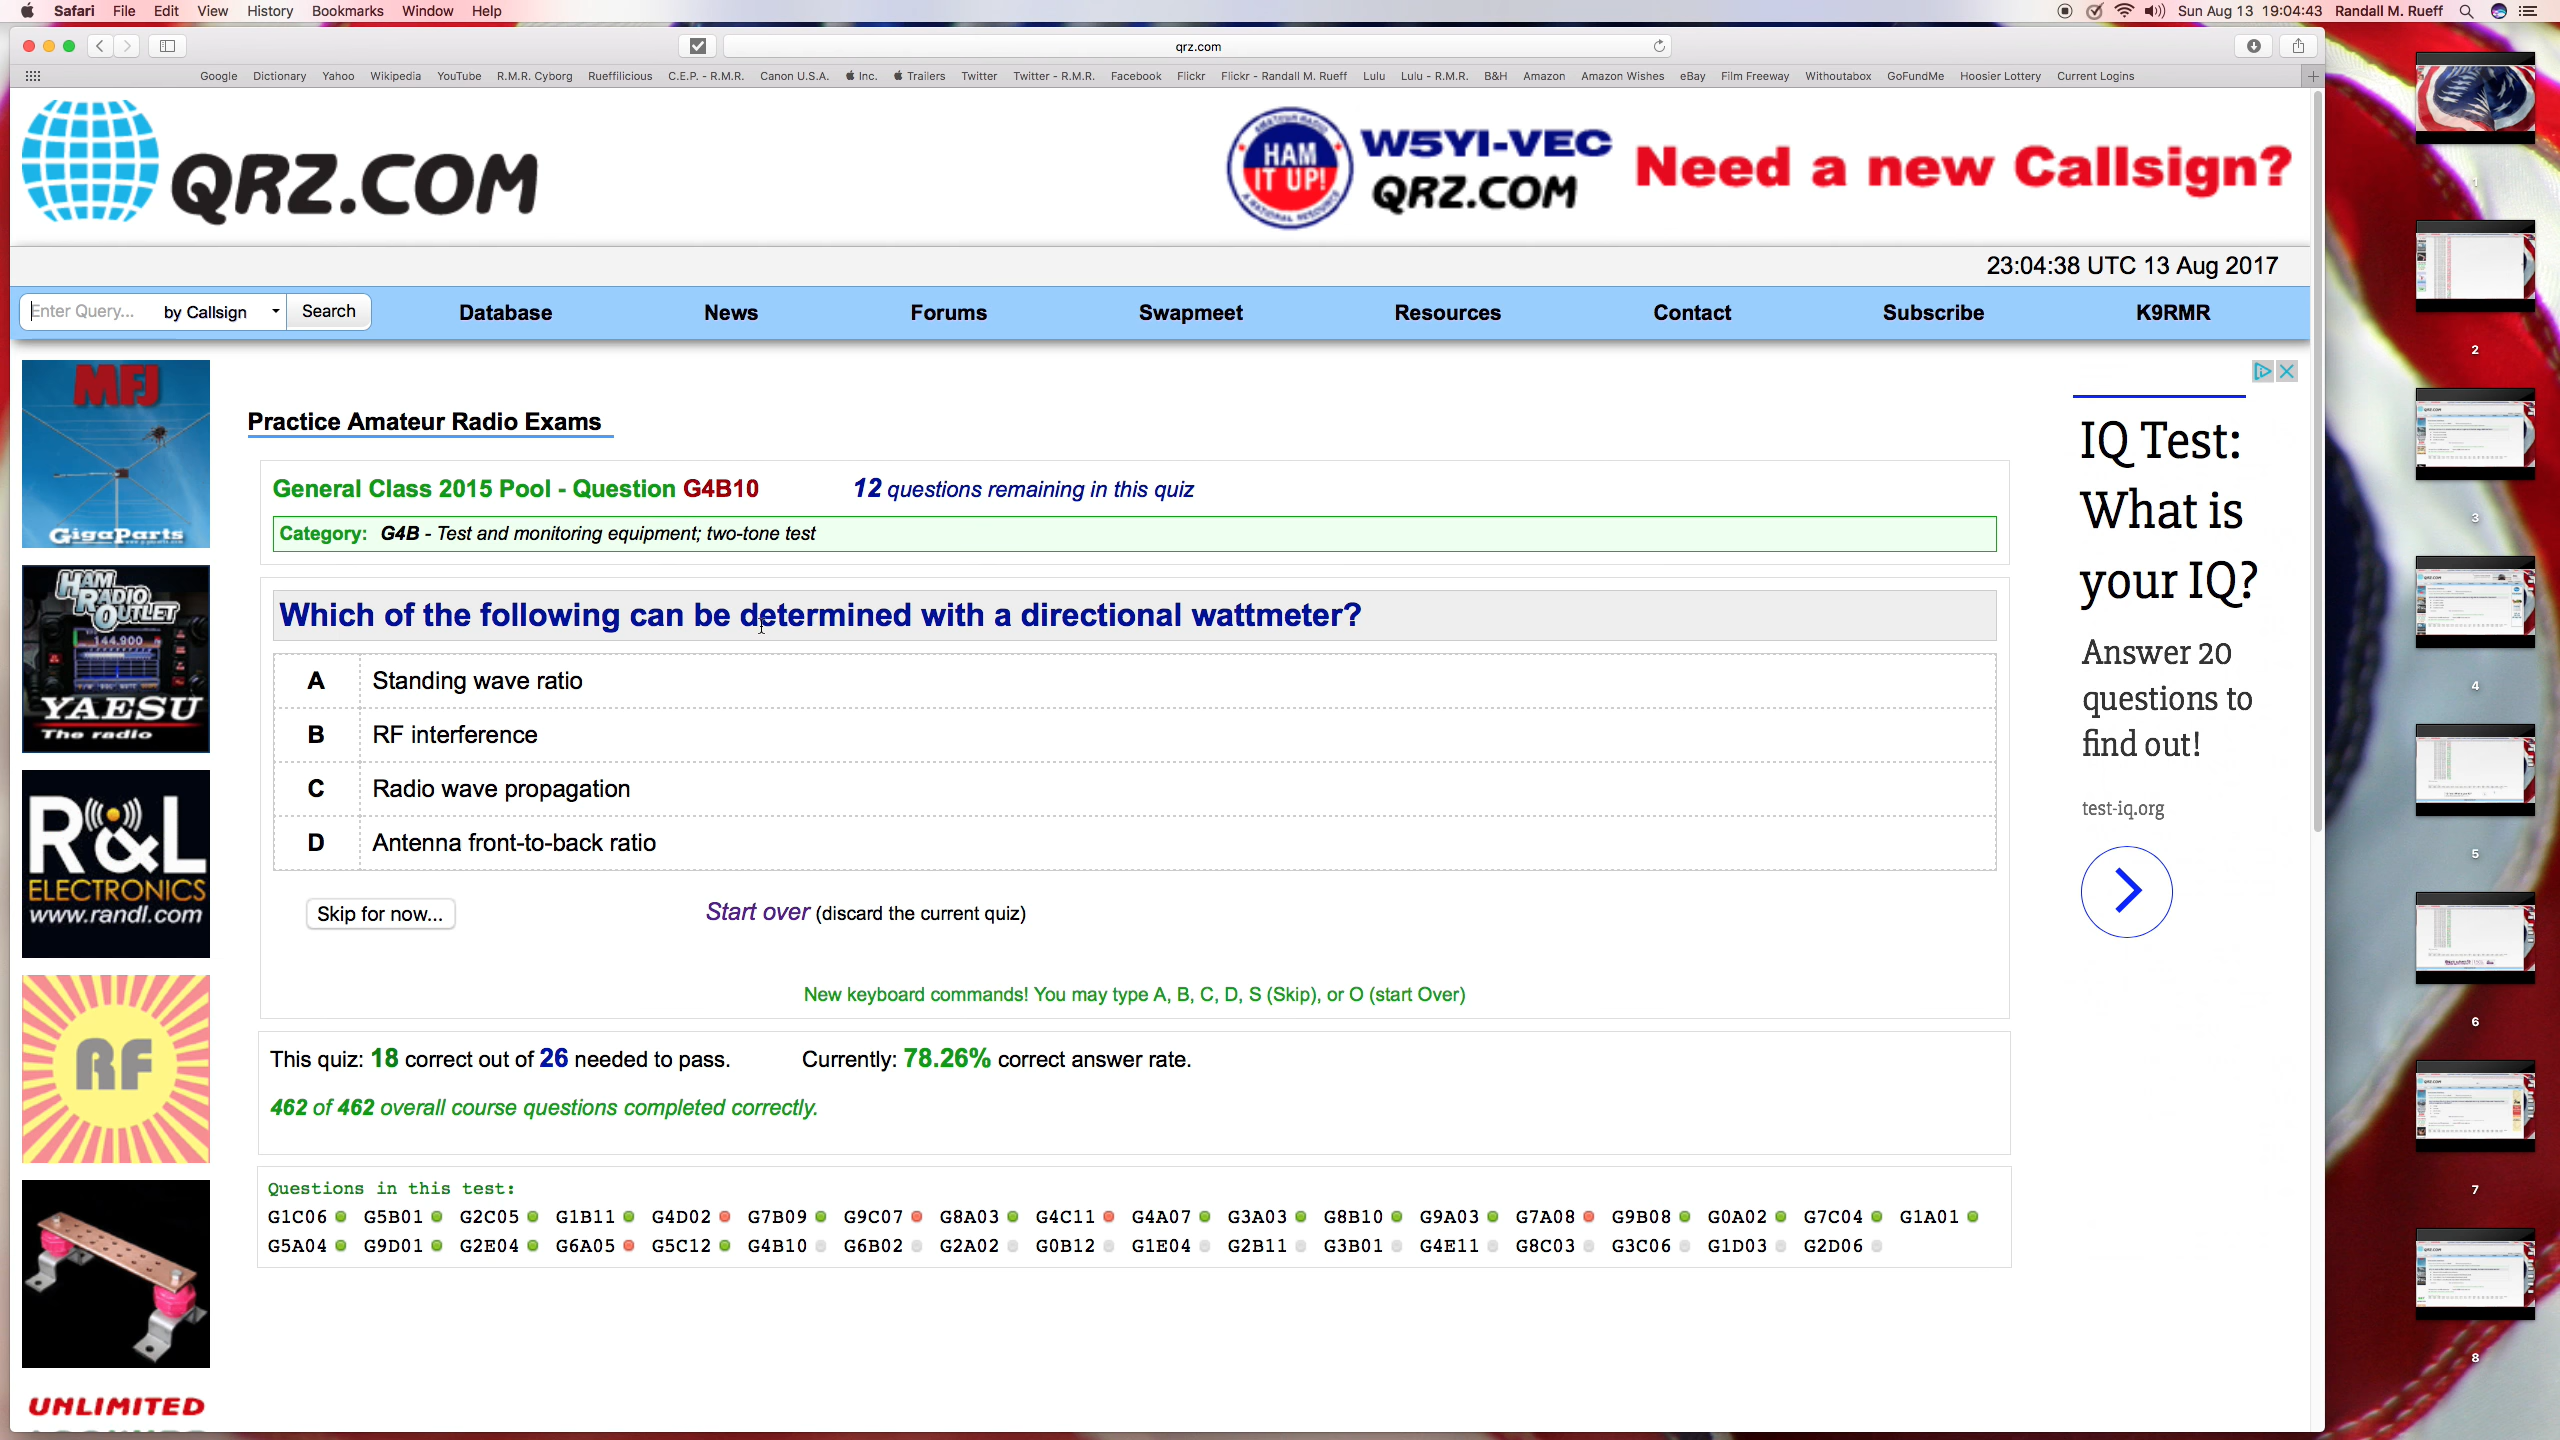 Safari File Edit View History Bookmarks Window Help Sun Aug 13 19:04:43 Randall M. Rueff
qrz.com
Google Dictionary Yahoo Wikipedia YouTube R.M.R. Cyborg Rueffilicious C.E.P. - R.M.R. Canon U.S.A. Inc. Trailers Twitter Twitter - R.M.R. Facebook Flickr Flickr - Randall M. Rueff Lulu Lulu - R.M.R. B&H Amazon Amazon Wishes eBay Film Freeway Withoutabox GoFundMe Hoosier Lottery Current Logins
QRZ.COM
AMATEUR RADIO
HAM
IT UP!
A NATIONAL RESOURCE
W5YI-VEC
QRZ.COM
Need a new Callsign?
23:04:38 UTC 13 Aug 2017
Enter Query... by Callsign Search Database News Forums Swapmeet Resources Contact Subscribe K9RMR
MFJ
GigaParts
HAM
RADIO
OUTLET
144.900
YAESU
The radio
R&L
ELECTRONICS
www.randl.com
RF
UNLIMITED
Practice Amateur Radio Exams
General Class 2015 Pool - Question G4B10 12 questions remaining in this quiz
Category: G4B - Test and monitoring equipment; two-tone test
Which of the following can be determined with a directional wattmeter?
A Standing wave ratio
B RF interference
C Radio wave propagation
D Antenna front-to-back ratio
Skip for now... Start over (discard the current quiz)
New keyboard commands! You may type A, B, C, D, S (Skip), or O (start Over)
This quiz: 18 correct out of 26 needed to pass. Currently: 78.26% correct answer rate.
462 of 462 overall course questions completed correctly.
Questions in this test:
G1C06 G5B01 G2C05 G1B11 G4D02 G7B09 G9C07 G8A03 G4C11 G4A07 G3A03 G8B10 G9A03 G7A08 G9B08 G0A02 G7C04 G1A01
G5A04 G9D01 G2E04 G6A05 G5C12 G4B10 G6B02 G2A02 G0B12 G1E04 G2B11 G3B01 G4E11 G8C03 G3C06 G1D03 G2D06
IQ Test:
What is
your IQ?
Answer 20
questions to
find out!
test-iq.org
1
2
3
4
5
6
7
8